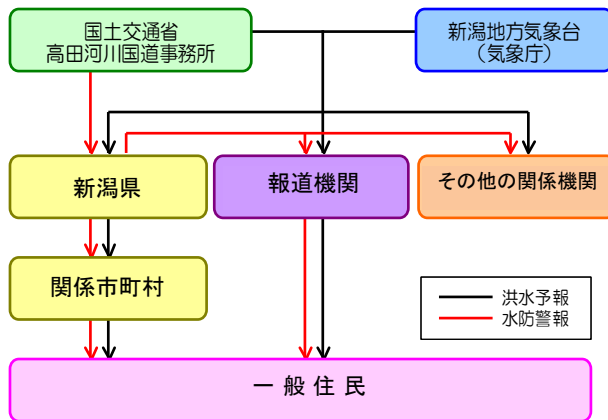 国土交通省
高田河川国道事務所
新潟地方気象台
（気象庁）
新潟県
報道機関
その他の関係機関
関係市町村
洪水予報
水防警報
一般住民